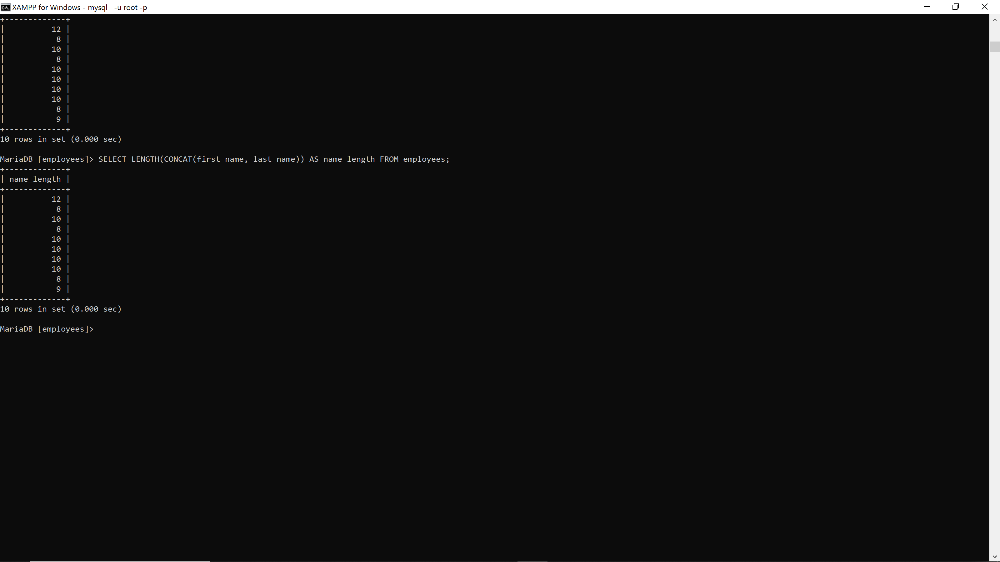 XAMPP for Windows - mysql  -u root -p
+-------------+
|          12 |
|           8 |
|          10 |
|           8 |
|          10 |
|          10 |
|          10 |
|          10 |
|           8 |
|           9 |
+-------------+
10 rows in set (0.000 sec)
MariaDB [employees]> SELECT LENGTH(CONCAT(first_name, last_name)) AS name_length FROM employees;
+-------------+
| name_length |
+-------------+
|          12 |
|           8 |
|          10 |
|           8 |
|          10 |
|          10 |
|          10 |
|          10 |
|           8 |
|           9 |
+-------------+
10 rows in set (0.000 sec)
MariaDB [employees]>